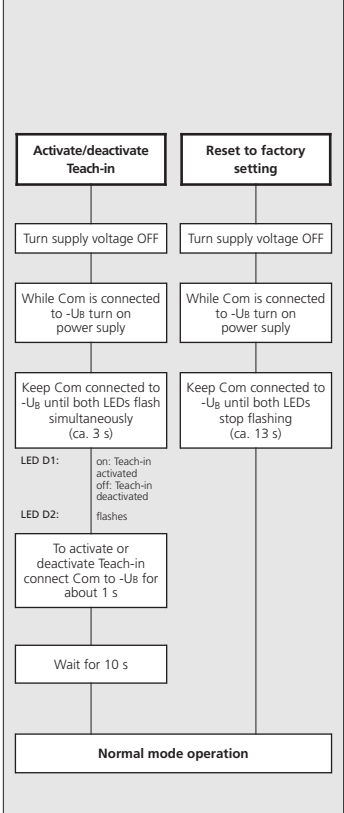 Activate/deactivate
Teach-in
Turn supply voltage OFF
While Com is connected
to -UB turn on
power suply
Keep Com connected to
-UB until both LEDs flash
simultaneously
(ca. 3 s)
LED D1:
on: Teach-in
activated
off: Teach-in
deactivated
LED D2:
flashes
To activate or
deactivate Teach-in
connect Com to -UB for
about 1 s
Wait for 10 s
Reset to factory
setting
Turn supply voltage OFF
While Com is connected
to -UB turn on
power suply
Keep Com connected to
-UB until both LEDs
stop flashing
(ca. 13 s)
Normal mode operation